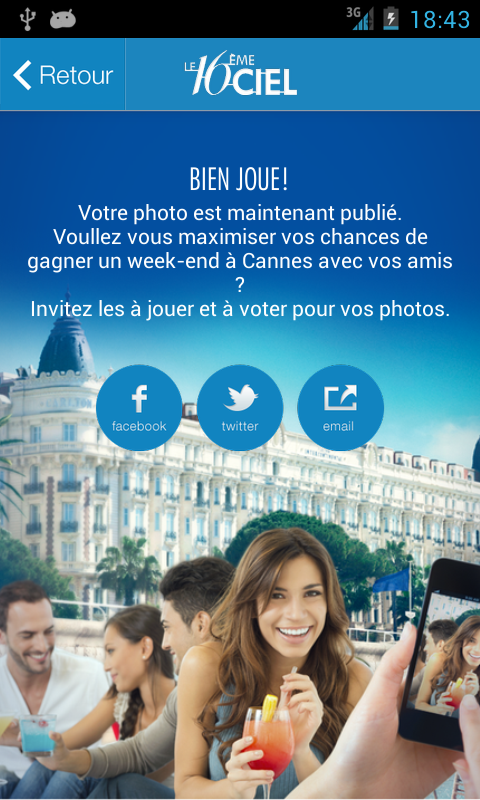 3G
18:43
Retour
LE 16ÈME CIEL
BIEN JOUE!
Votre photo est maintenant publié.
Voullez vous maximiser vos chances de
gagner un week-end à Cannes avec vos amis
?
Invitez les à jouer et à voter pour vos photos.
facebook
twitter
email